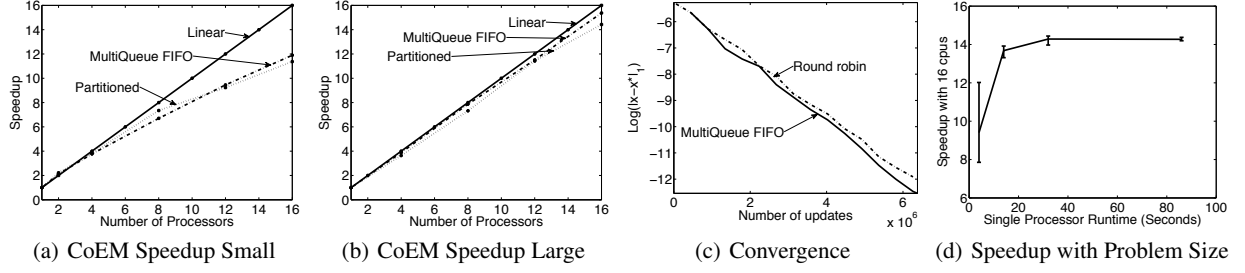 16
14
12
10
8
6
4
2
0
Speedup
Linear
MultiQueue FIFO
Partitioned
2 4 6 8 10 12 14 16
Number of Processors
(a) CoEM Speedup Small
16
14
12
10
8
6
4
2
0
Speedup
Linear
MultiQueue FIFO
Partitioned
2 4 6 8 10 12 14 16
Number of Processors
(b) CoEM Speedup Large
−6
−7
−8
−9
−10
−11
−12
Log(|x−x*|₁)
Round robin
MultiQueue FIFO
0 2 4 6
Number of updates
x 10⁶
(c) Convergence
16
14
12
10
8
6
Speedup with 16 cpus
0 20 40 60 80 100
Single Processor Runtime (Seconds)
(d) Speedup with Problem Size